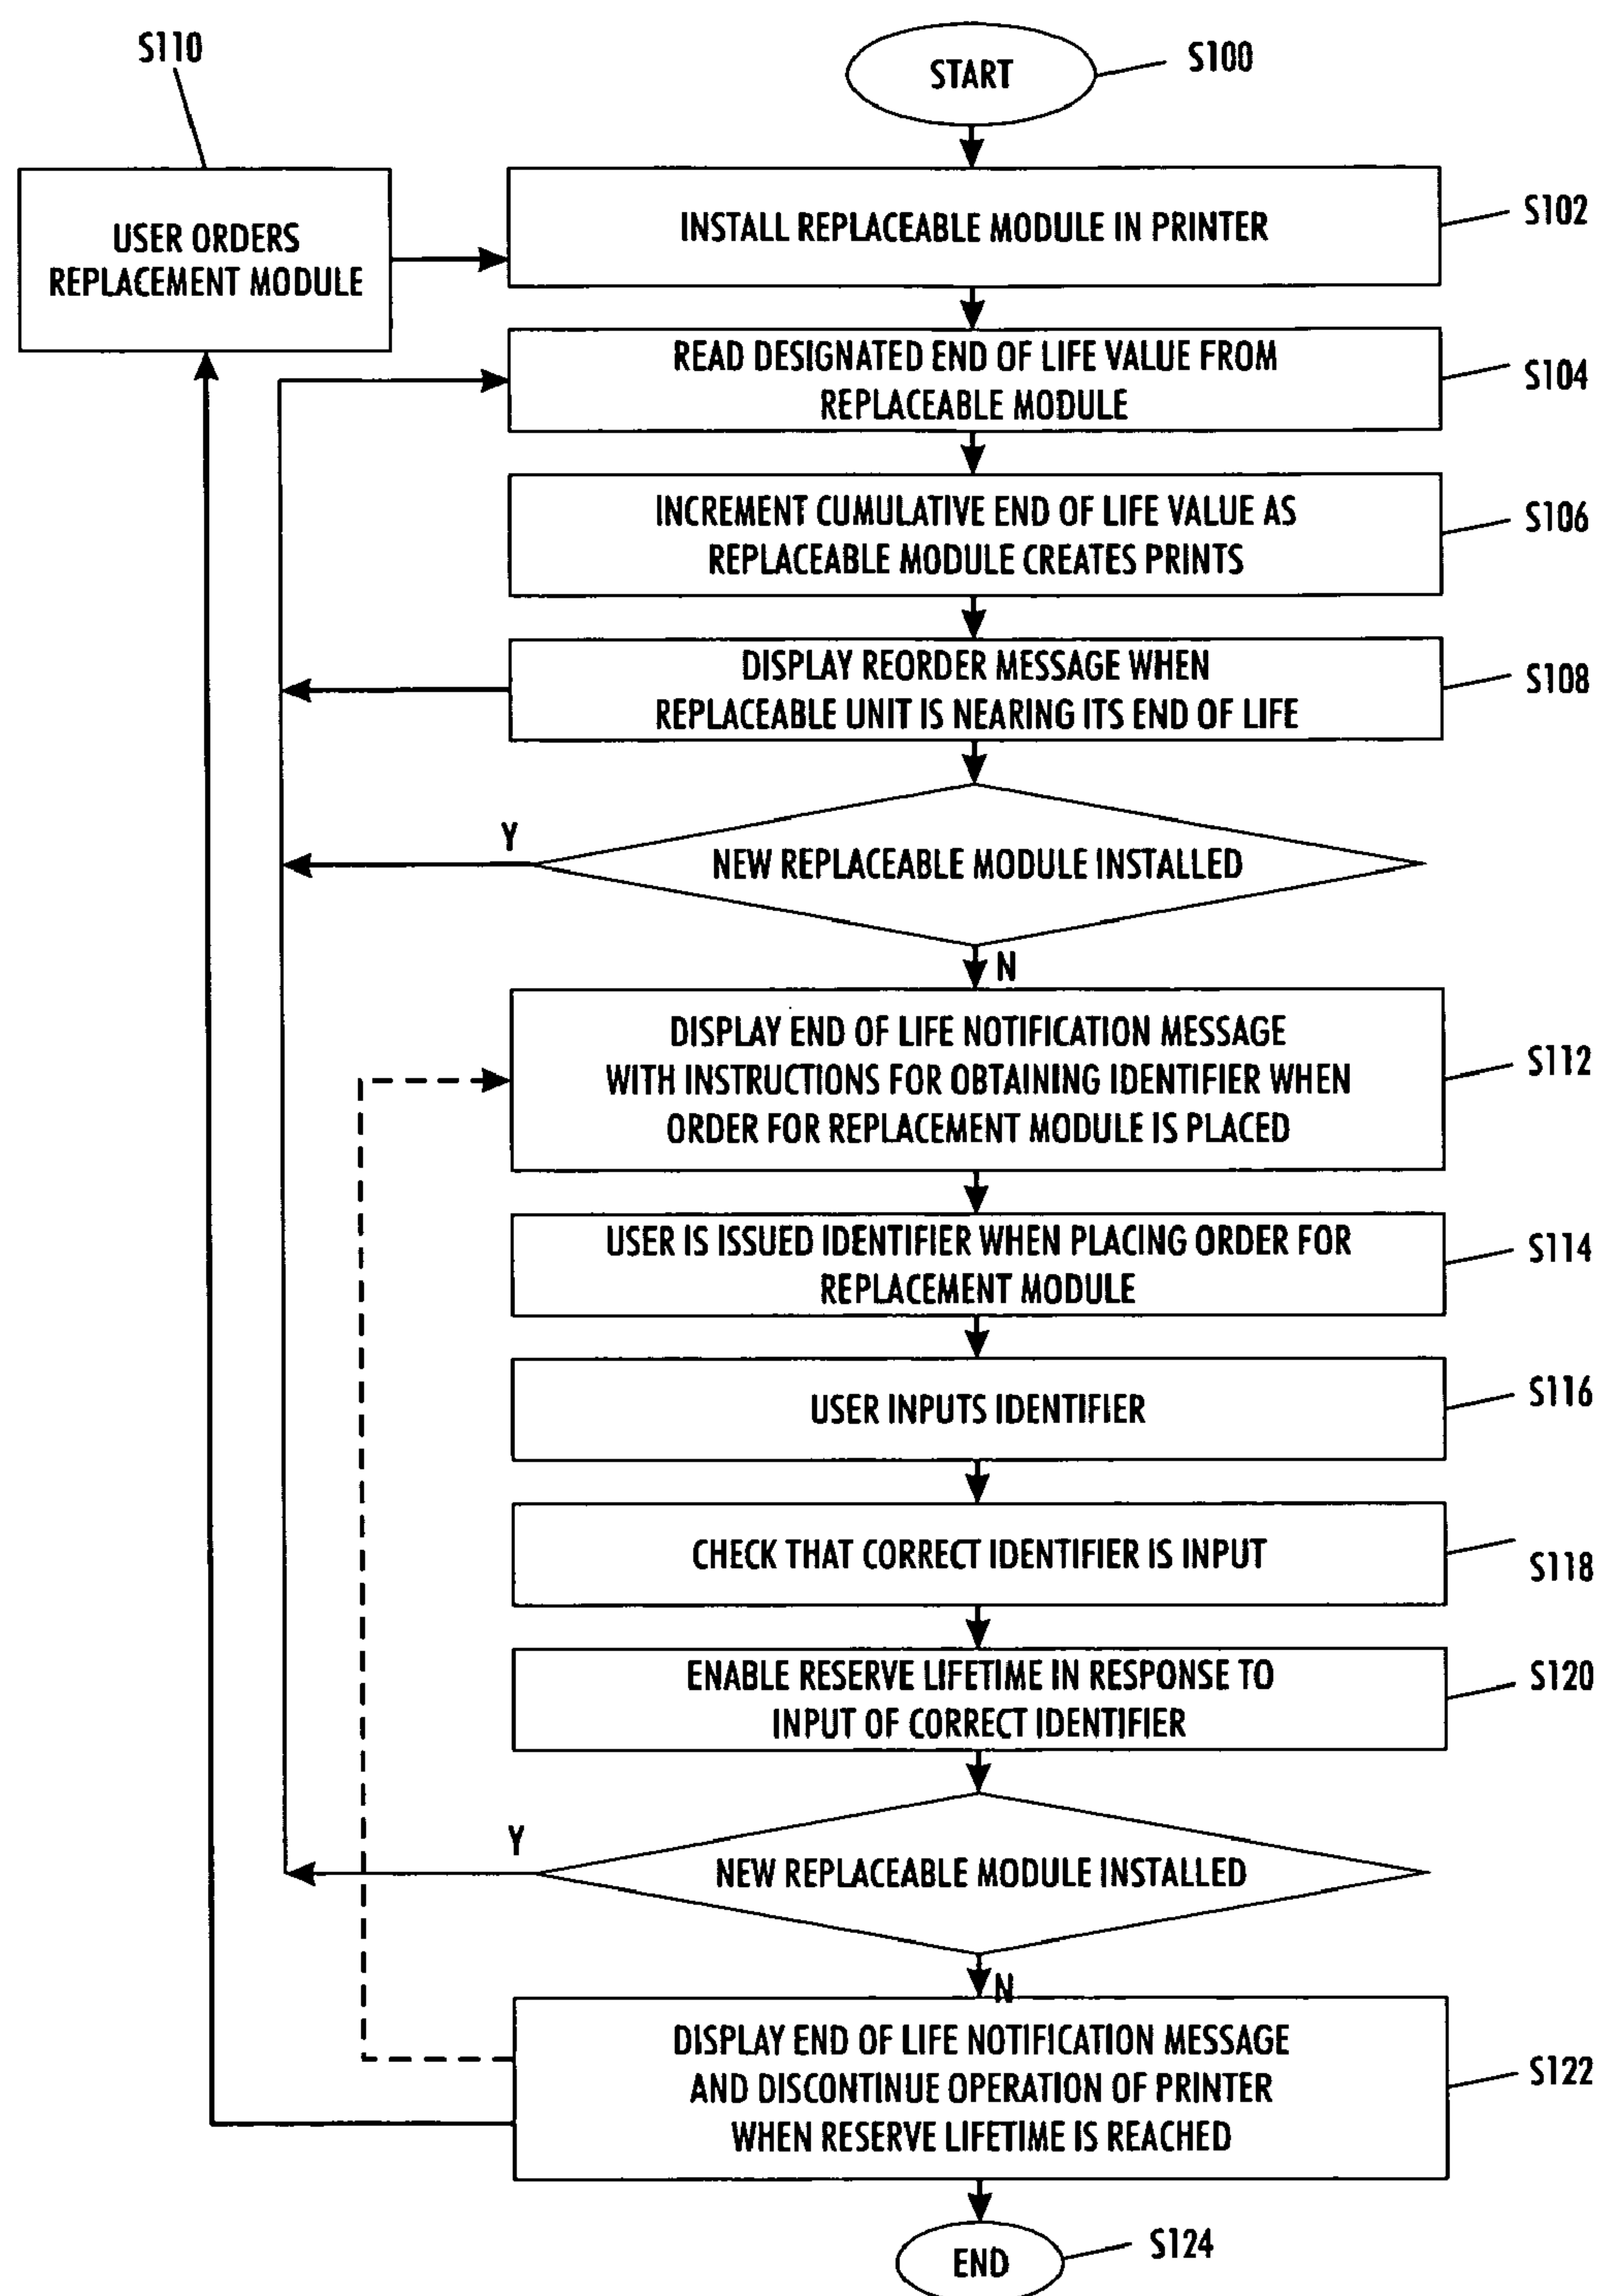 S110
START
S100
USER ORDERS
REPLACEMENT MODULE
INSTALL REPLACEABLE MODULE IN PRINTER
S102
READ DESIGNATED END OF LIFE VALUE FROM
REPLACEABLE MODULE
S104
INCREMENT CUMULATIVE END OF LIFE VALUE AS
REPLACEABLE MODULE CREATES PRINTS
S106
DISPLAY REORDER MESSAGE WHEN
REPLACEABLE UNIT IS NEARING ITS END OF LIFE
S108
Y
NEW REPLACEABLE MODULE INSTALLED
N
DISPLAY END OF LIFE NOTIFICATION MESSAGE
WITH INSTRUCTIONS FOR OBTAINING IDENTIFIER WHEN
ORDER FOR REPLACEMENT MODULE IS PLACED
S112
USER IS ISSUED IDENTIFIER WHEN PLACING ORDER FOR
REPLACEMENT MODULE
S114
USER INPUTS IDENTIFIER
S116
CHECK THAT CORRECT IDENTIFIER IS INPUT
S118
ENABLE RESERVE LIFETIME IN RESPONSE TO
INPUT OF CORRECT IDENTIFIER
S120
Y
NEW REPLACEABLE MODULE INSTALLED
N
DISPLAY END OF LIFE NOTIFICATION MESSAGE
AND DISCONTINUE OPERATION OF PRINTER
WHEN RESERVE LIFETIME IS REACHED
S122
END
S124